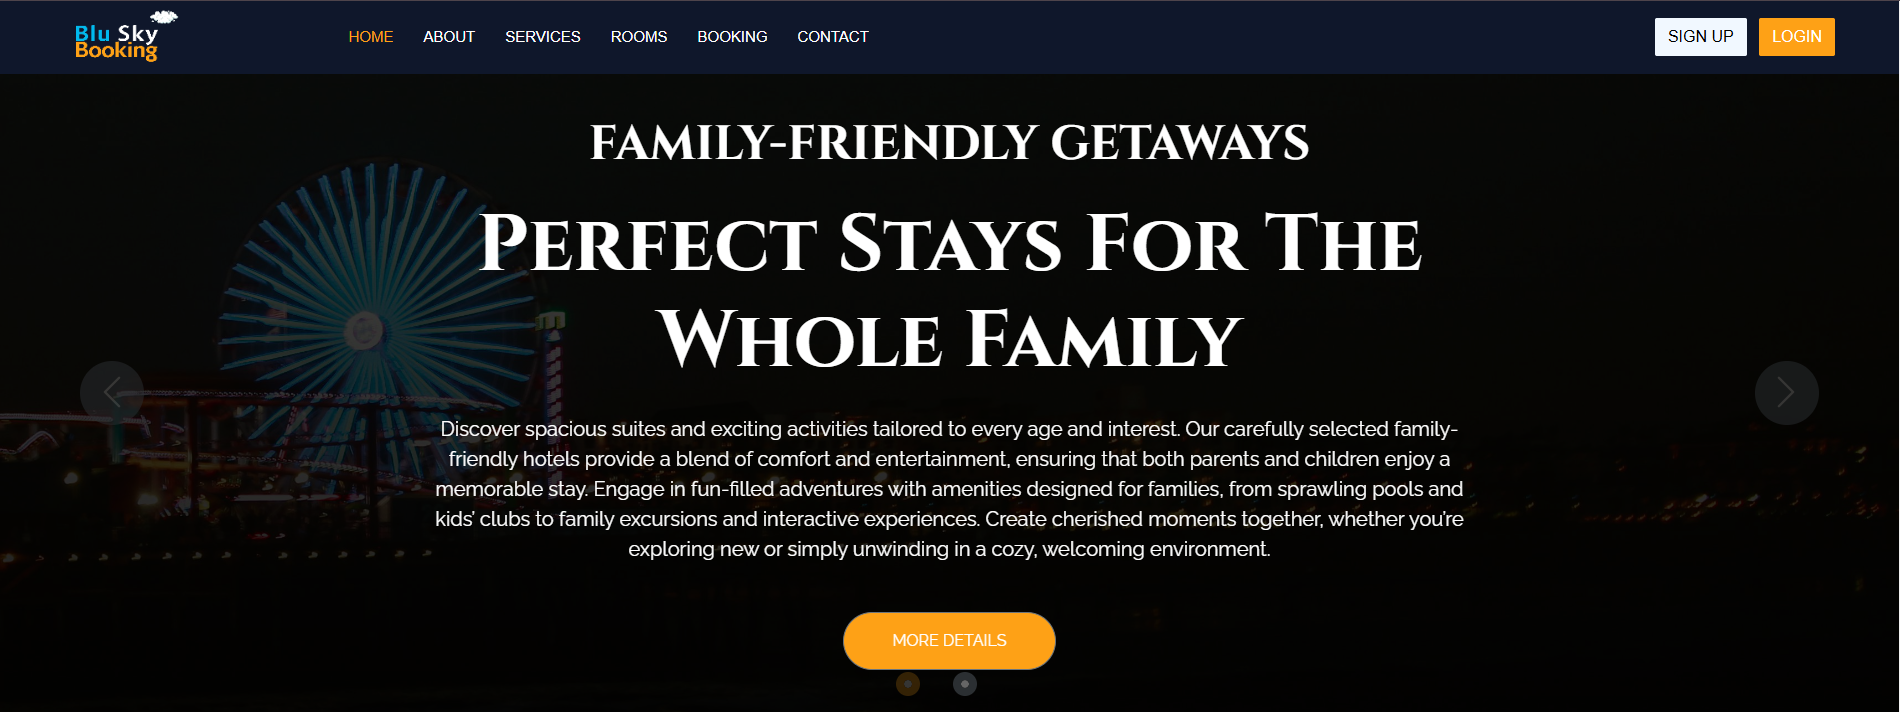 Blu Sky
Booking
HOME ABOUT SERVICES ROOMS BOOKING CONTACT
SIGN UP LOGIN
FAMILY-FRIENDLY GETAWAYS
Perfect Stays For The
Whole Family
Discover spacious suites and exciting activities tailored to every age and interest. Our carefully selected family-
friendly hotels provide a blend of comfort and entertainment, ensuring that both parents and children enjoy a
memorable stay. Engage in fun-filled adventures with amenities designed for families, from sprawling pools and
kids’ clubs to family excursions and interactive experiences. Create cherished moments together, whether you’re
exploring new or simply unwinding in a cozy, welcoming environment.
MORE DETAILS